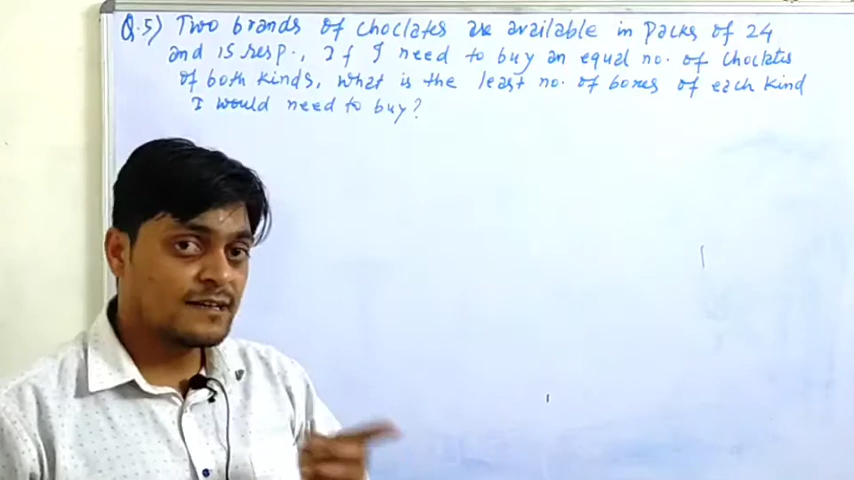 Q.5) Two brands of choclates are available in packs of 24
and 15 resp., If I need to buy an equal no. of choclates
of both kinds, what is the least no. of boxes of each kind
I would need to buy?